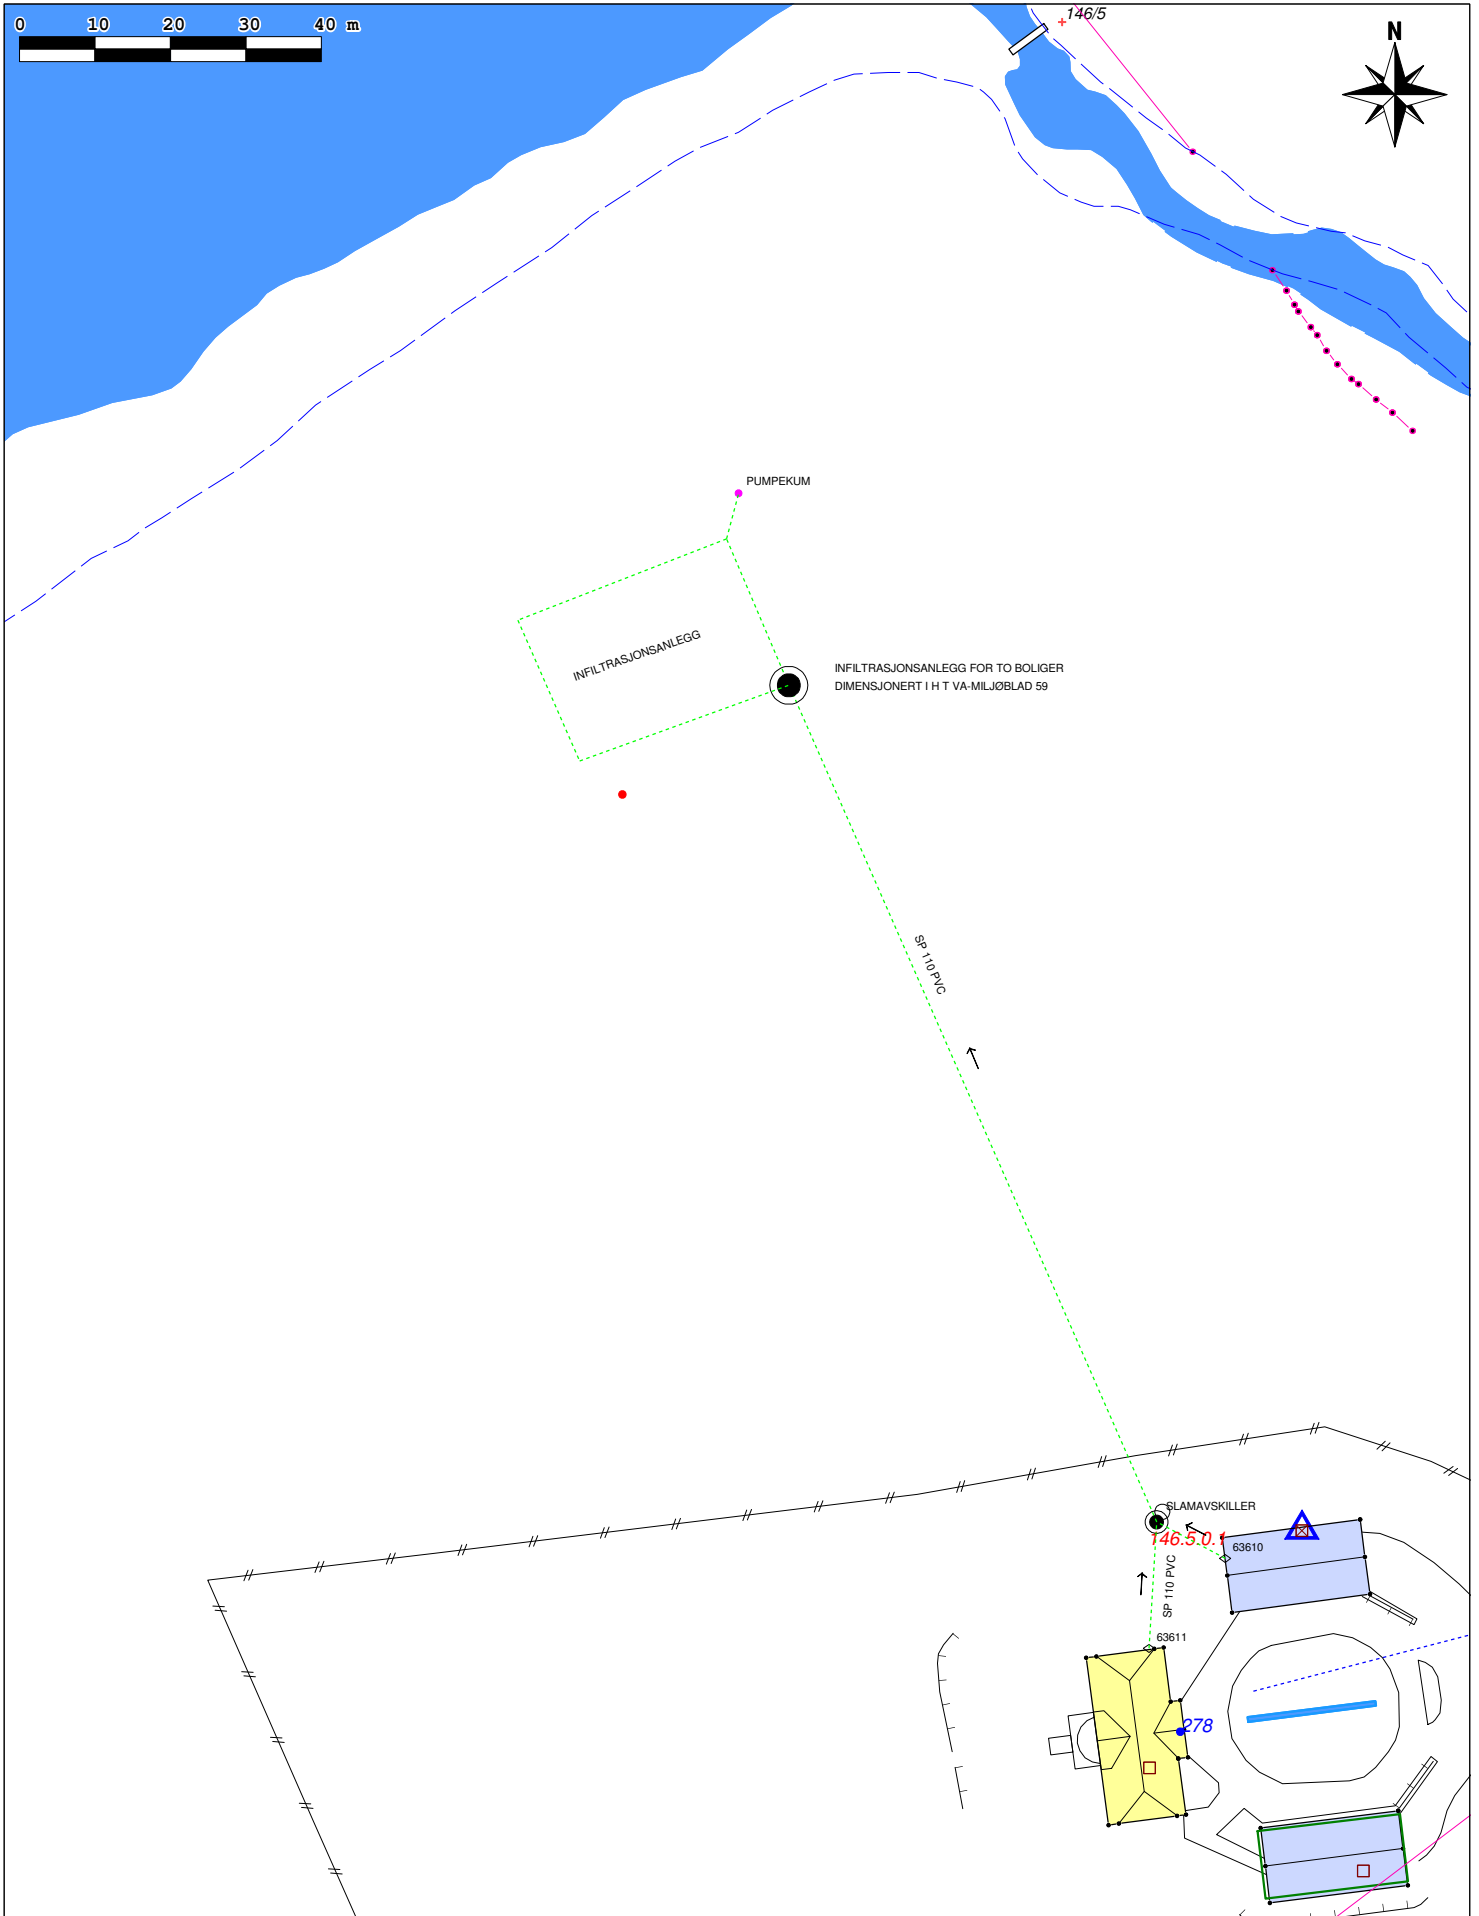 0 10 20 30 40 m
146/5
N
PUMPEKUM
INFILTRASJONSANLEGG
INFILTRASJONSANLEGG FOR TO BOLIGER
DIMENSJONERT I H T VA-MILJØBLAD 59
SP 110 PVC
SLAMAVSKILLER
146.5.0.1
63610
SP 110 PVC
63611
278